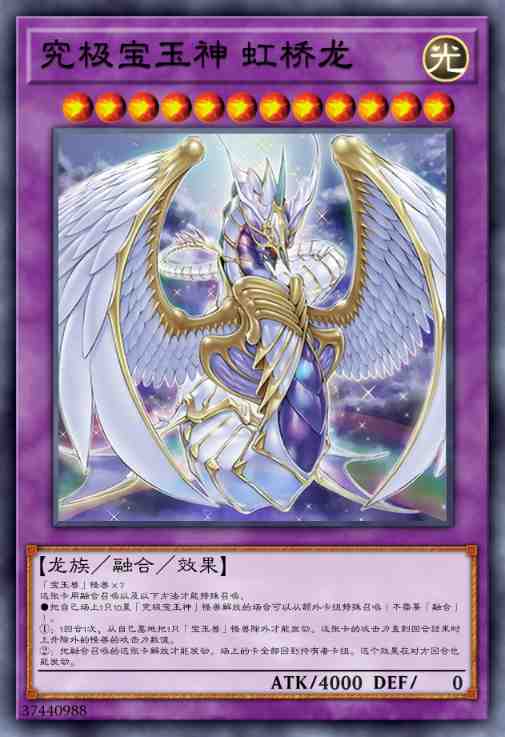 究极宝玉神 虹桥龙
光
【龙族／融合／效果】
「宝玉兽」怪兽×7
这张卡用融合召唤以及以下方法才能特殊召唤。
●把自己场上1只10星「究极宝玉神」怪兽解放的场合可以从额外卡组特殊召唤（不需要「融合」
）。
①：1回合1次，从自己墓地把1只「宝玉兽」怪兽除外才能发动。这张卡的攻击力直到回合结束时
上升除外的怪兽的攻击力数值。
②：把融合召唤的这张卡解放才能发动。场上的卡全部回到持有者卡组。这个效果在对方回合也
能发动。
ATK/4000 DEF/ 0
37440988